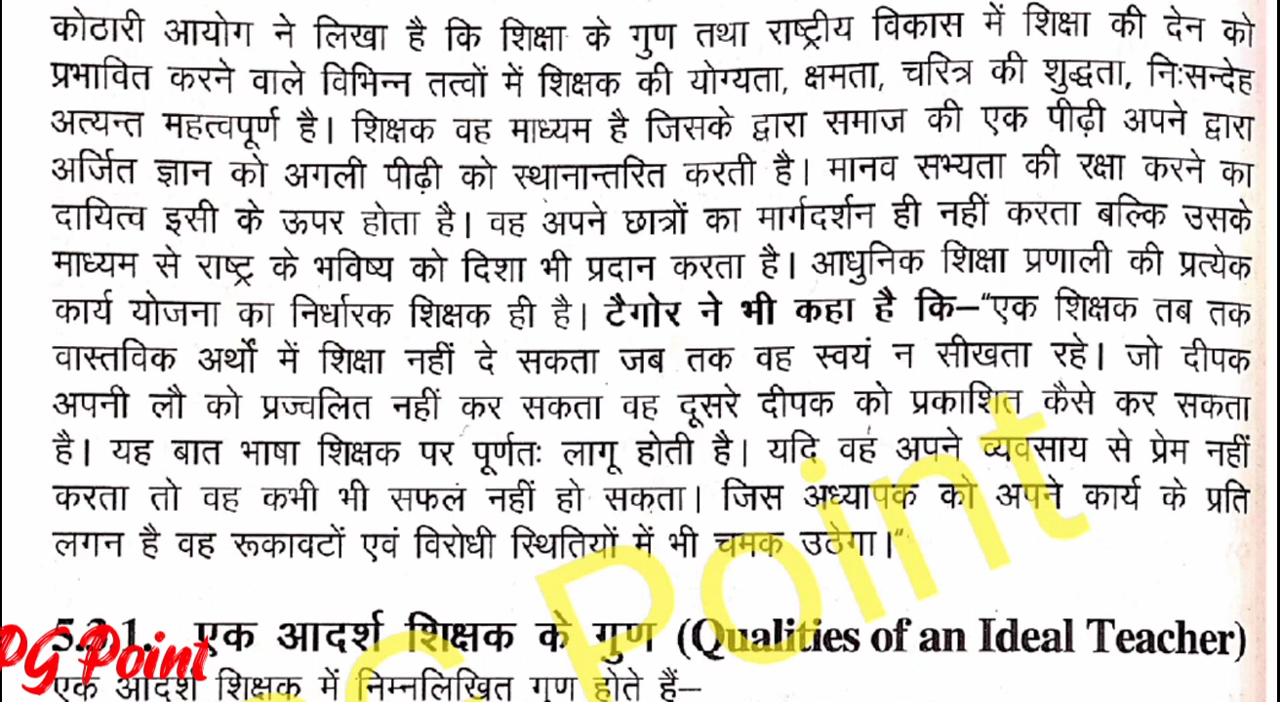 कोठारी आयोग ने लिखा है कि शिक्षा के गुण तथा राष्ट्रीय विकास में शिक्षा की देन को
प्रभावित करने वाले विभिन्न तत्वों में शिक्षक की योग्यता, क्षमता, चरित्र की शुद्धता, निःसन्देह
अत्यन्त महत्वपूर्ण है। शिक्षक वह माध्यम है जिसके द्वारा समाज की एक पीढ़ी अपने द्वारा
अर्जित ज्ञान को अगली पीढ़ी को स्थानान्तरित करती है। मानव सभ्यता की रक्षा करने का
दायित्व इसी के ऊपर होता है। वह अपने छात्रों का मार्गदर्शन ही नहीं करता बल्कि उसके
माध्यम से राष्ट्र के भविष्य को दिशा भी प्रदान करता है। आधुनिक शिक्षा प्रणाली की प्रत्येक
कार्य योजना का निर्धारक शिक्षक ही है। टैगोर ने भी कहा है कि–"एक शिक्षक तब तक
वास्तविक अर्थों में शिक्षा नहीं दे सकता जब तक वह स्वयं न सीखता रहे। जो दीपक
अपनी लौ को प्रज्वलित नहीं कर सकता वह दूसरे दीपक को प्रकाशित कैसे कर सकता
है। यह बात भाषा शिक्षक पर पूर्णतः लागू होती है। यदि वह अपने व्यवसाय से प्रेम नहीं
करता तो वह कभी भी सफल नहीं हो सकता। जिस अध्यापक को अपने कार्य के प्रति
लगन है वह रूकावटों एवं विरोधी स्थितियों में भी चमक उठेगा।"
5.3.1. एक आदर्श शिक्षक के गुण (Qualities of an Ideal Teacher)
एक आदर्श शिक्षक में निम्नलिखित गुण होते हैं–
PG Point
Point